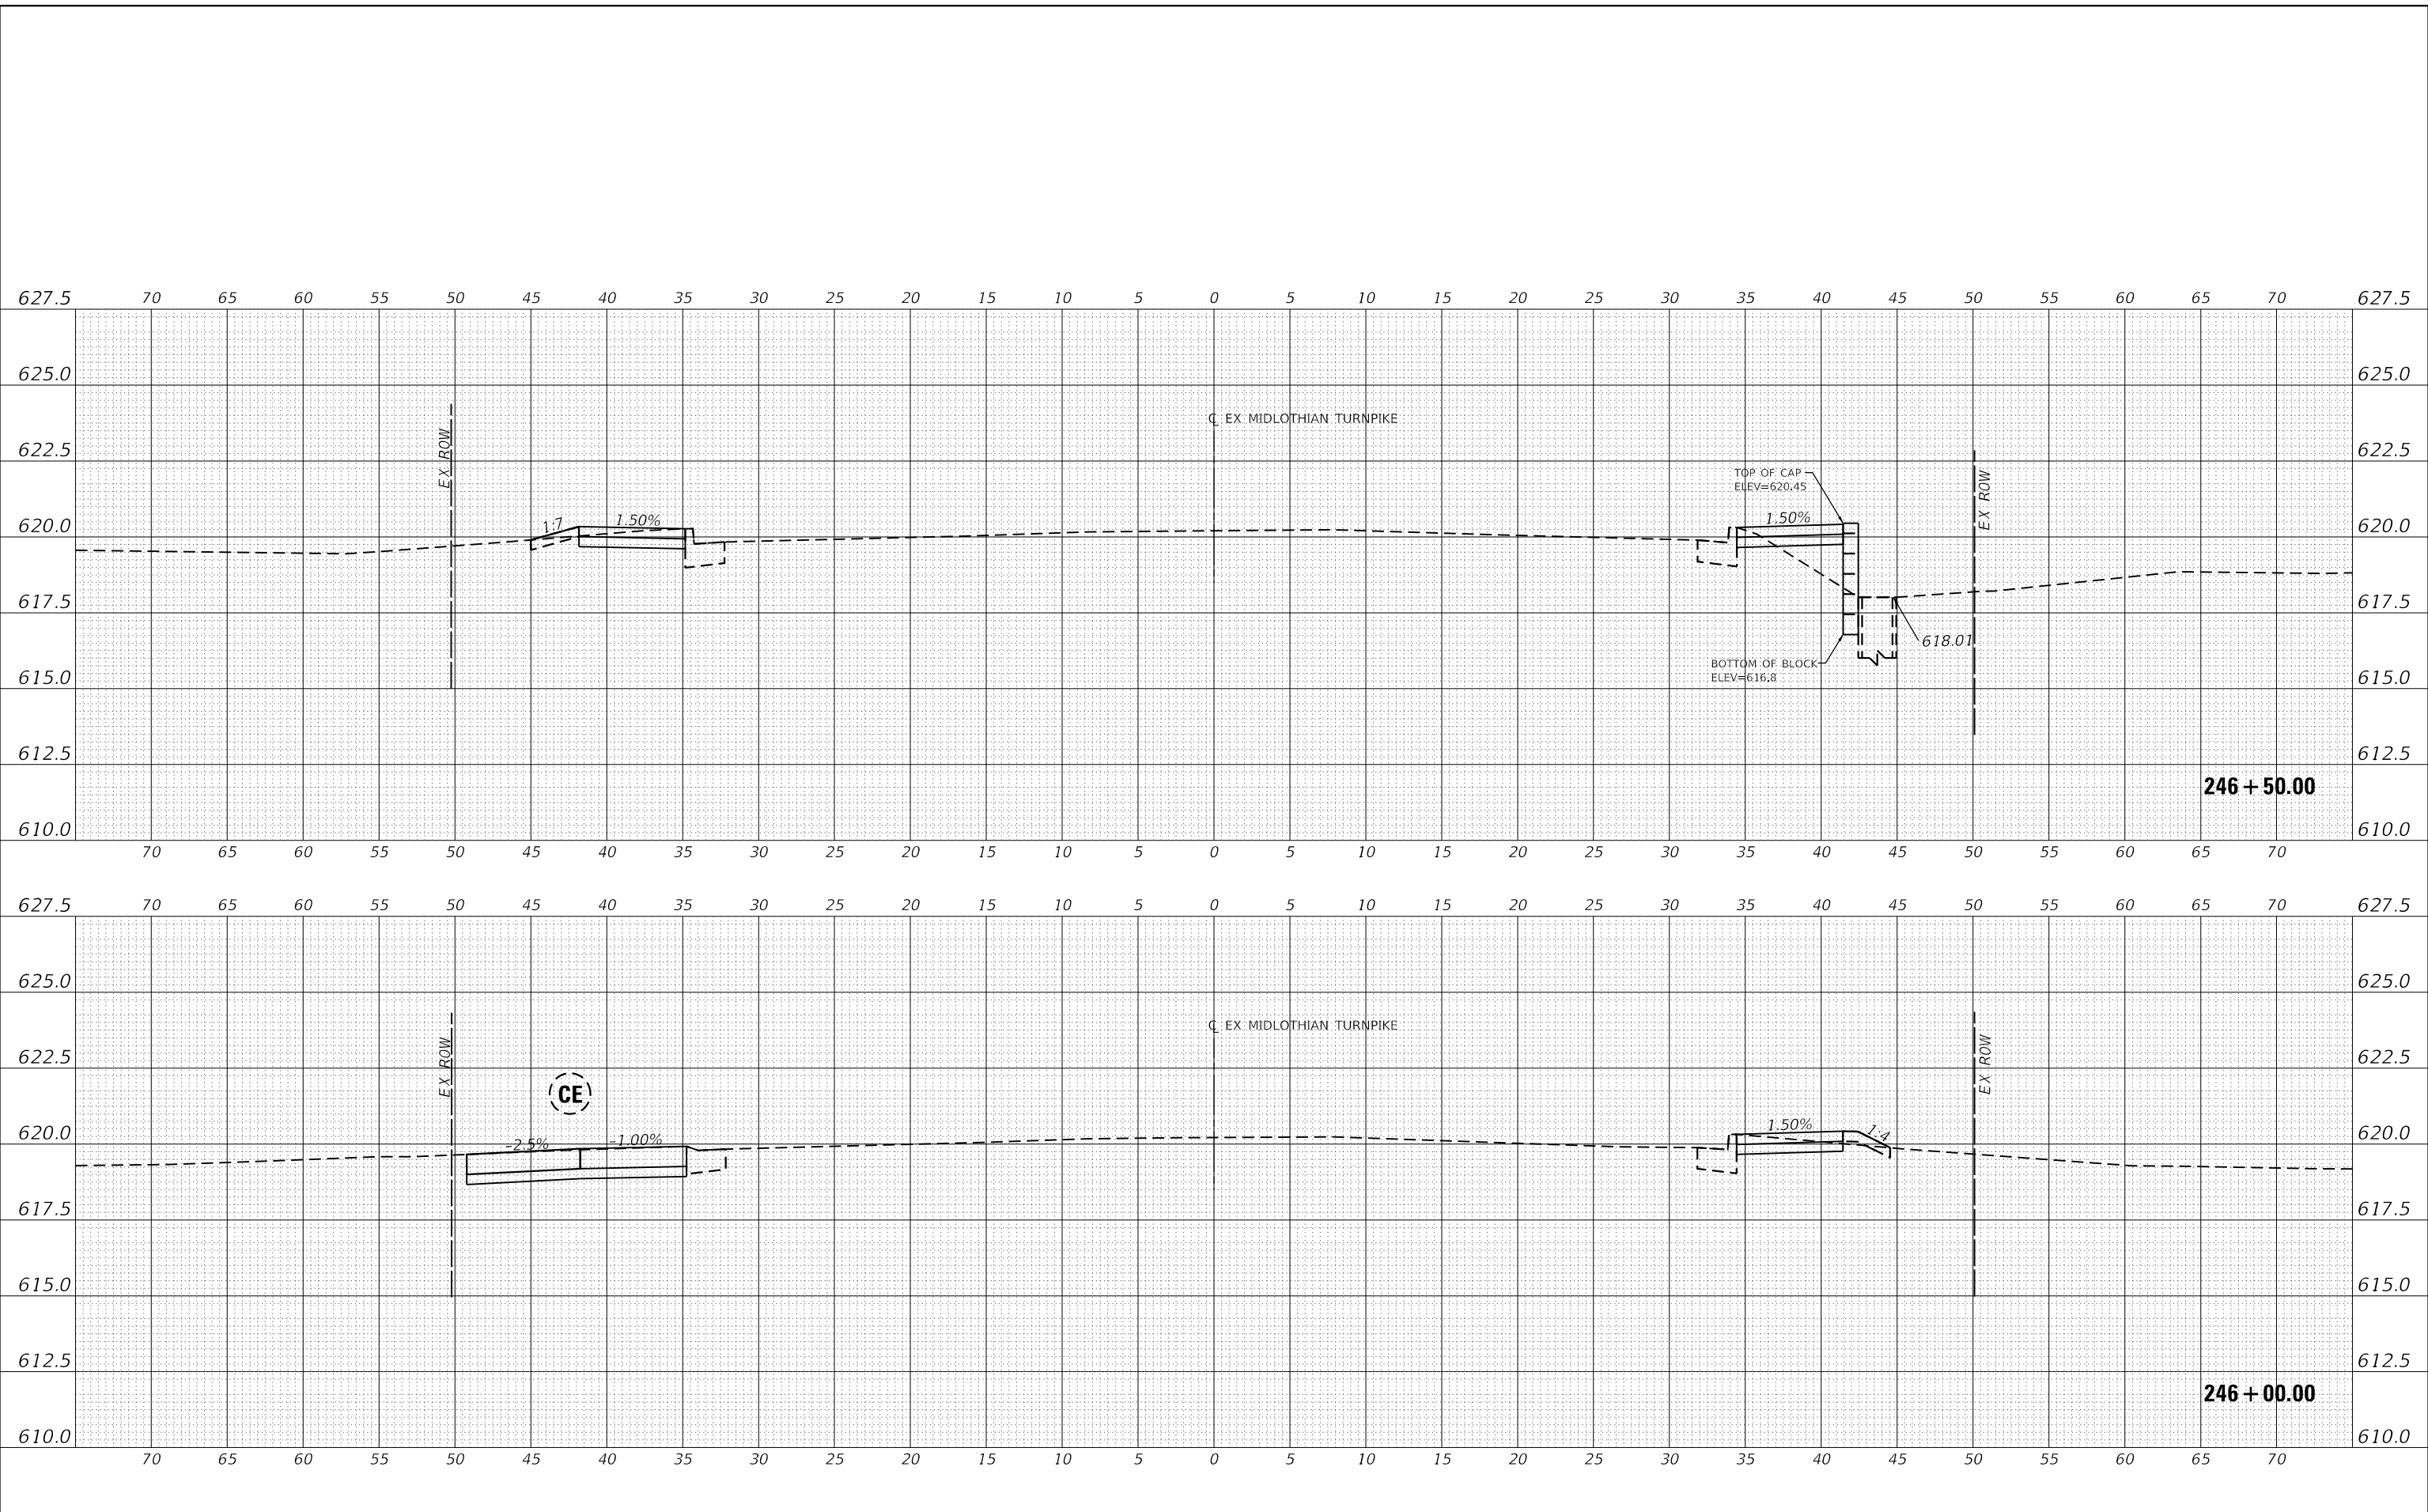 627.5 70 65 60 55 50 45 40 35 30 25 20 15 10 5 0 5 10 15 20 25 30 35 40 45 50 55 60 65 70 627.5
625.0 625.0
℄ EX MIDLOTHIAN TURNPIKE
622.5 622.5
EX ROW
TOP OF CAP
ELEV=620.45
EX ROW
620.0 1:7 1.50% 1.50% 620.0
617.5 617.5
618.01
BOTTOM OF BLOCK
ELEV=616.8
615.0 615.0
612.5 612.5
246+50.00
610.0 610.0
70 65 60 55 50 45 40 35 30 25 20 15 10 5 0 5 10 15 20 25 30 35 40 45 50 55 60 65 70
627.5 70 65 60 55 50 45 40 35 30 25 20 15 10 5 0 5 10 15 20 25 30 35 40 45 50 55 60 65 70 627.5
625.0 625.0
℄ EX MIDLOTHIAN TURNPIKE
622.5 622.5
EX ROW
CE
EX ROW
620.0 -2.5% -1.00% 1.50% 1:4 620.0
617.5 617.5
615.0 615.0
612.5 612.5
246+00.00
610.0 610.0
70 65 60 55 50 45 40 35 30 25 20 15 10 5 0 5 10 15 20 25 30 35 40 45 50 55 60 65 70